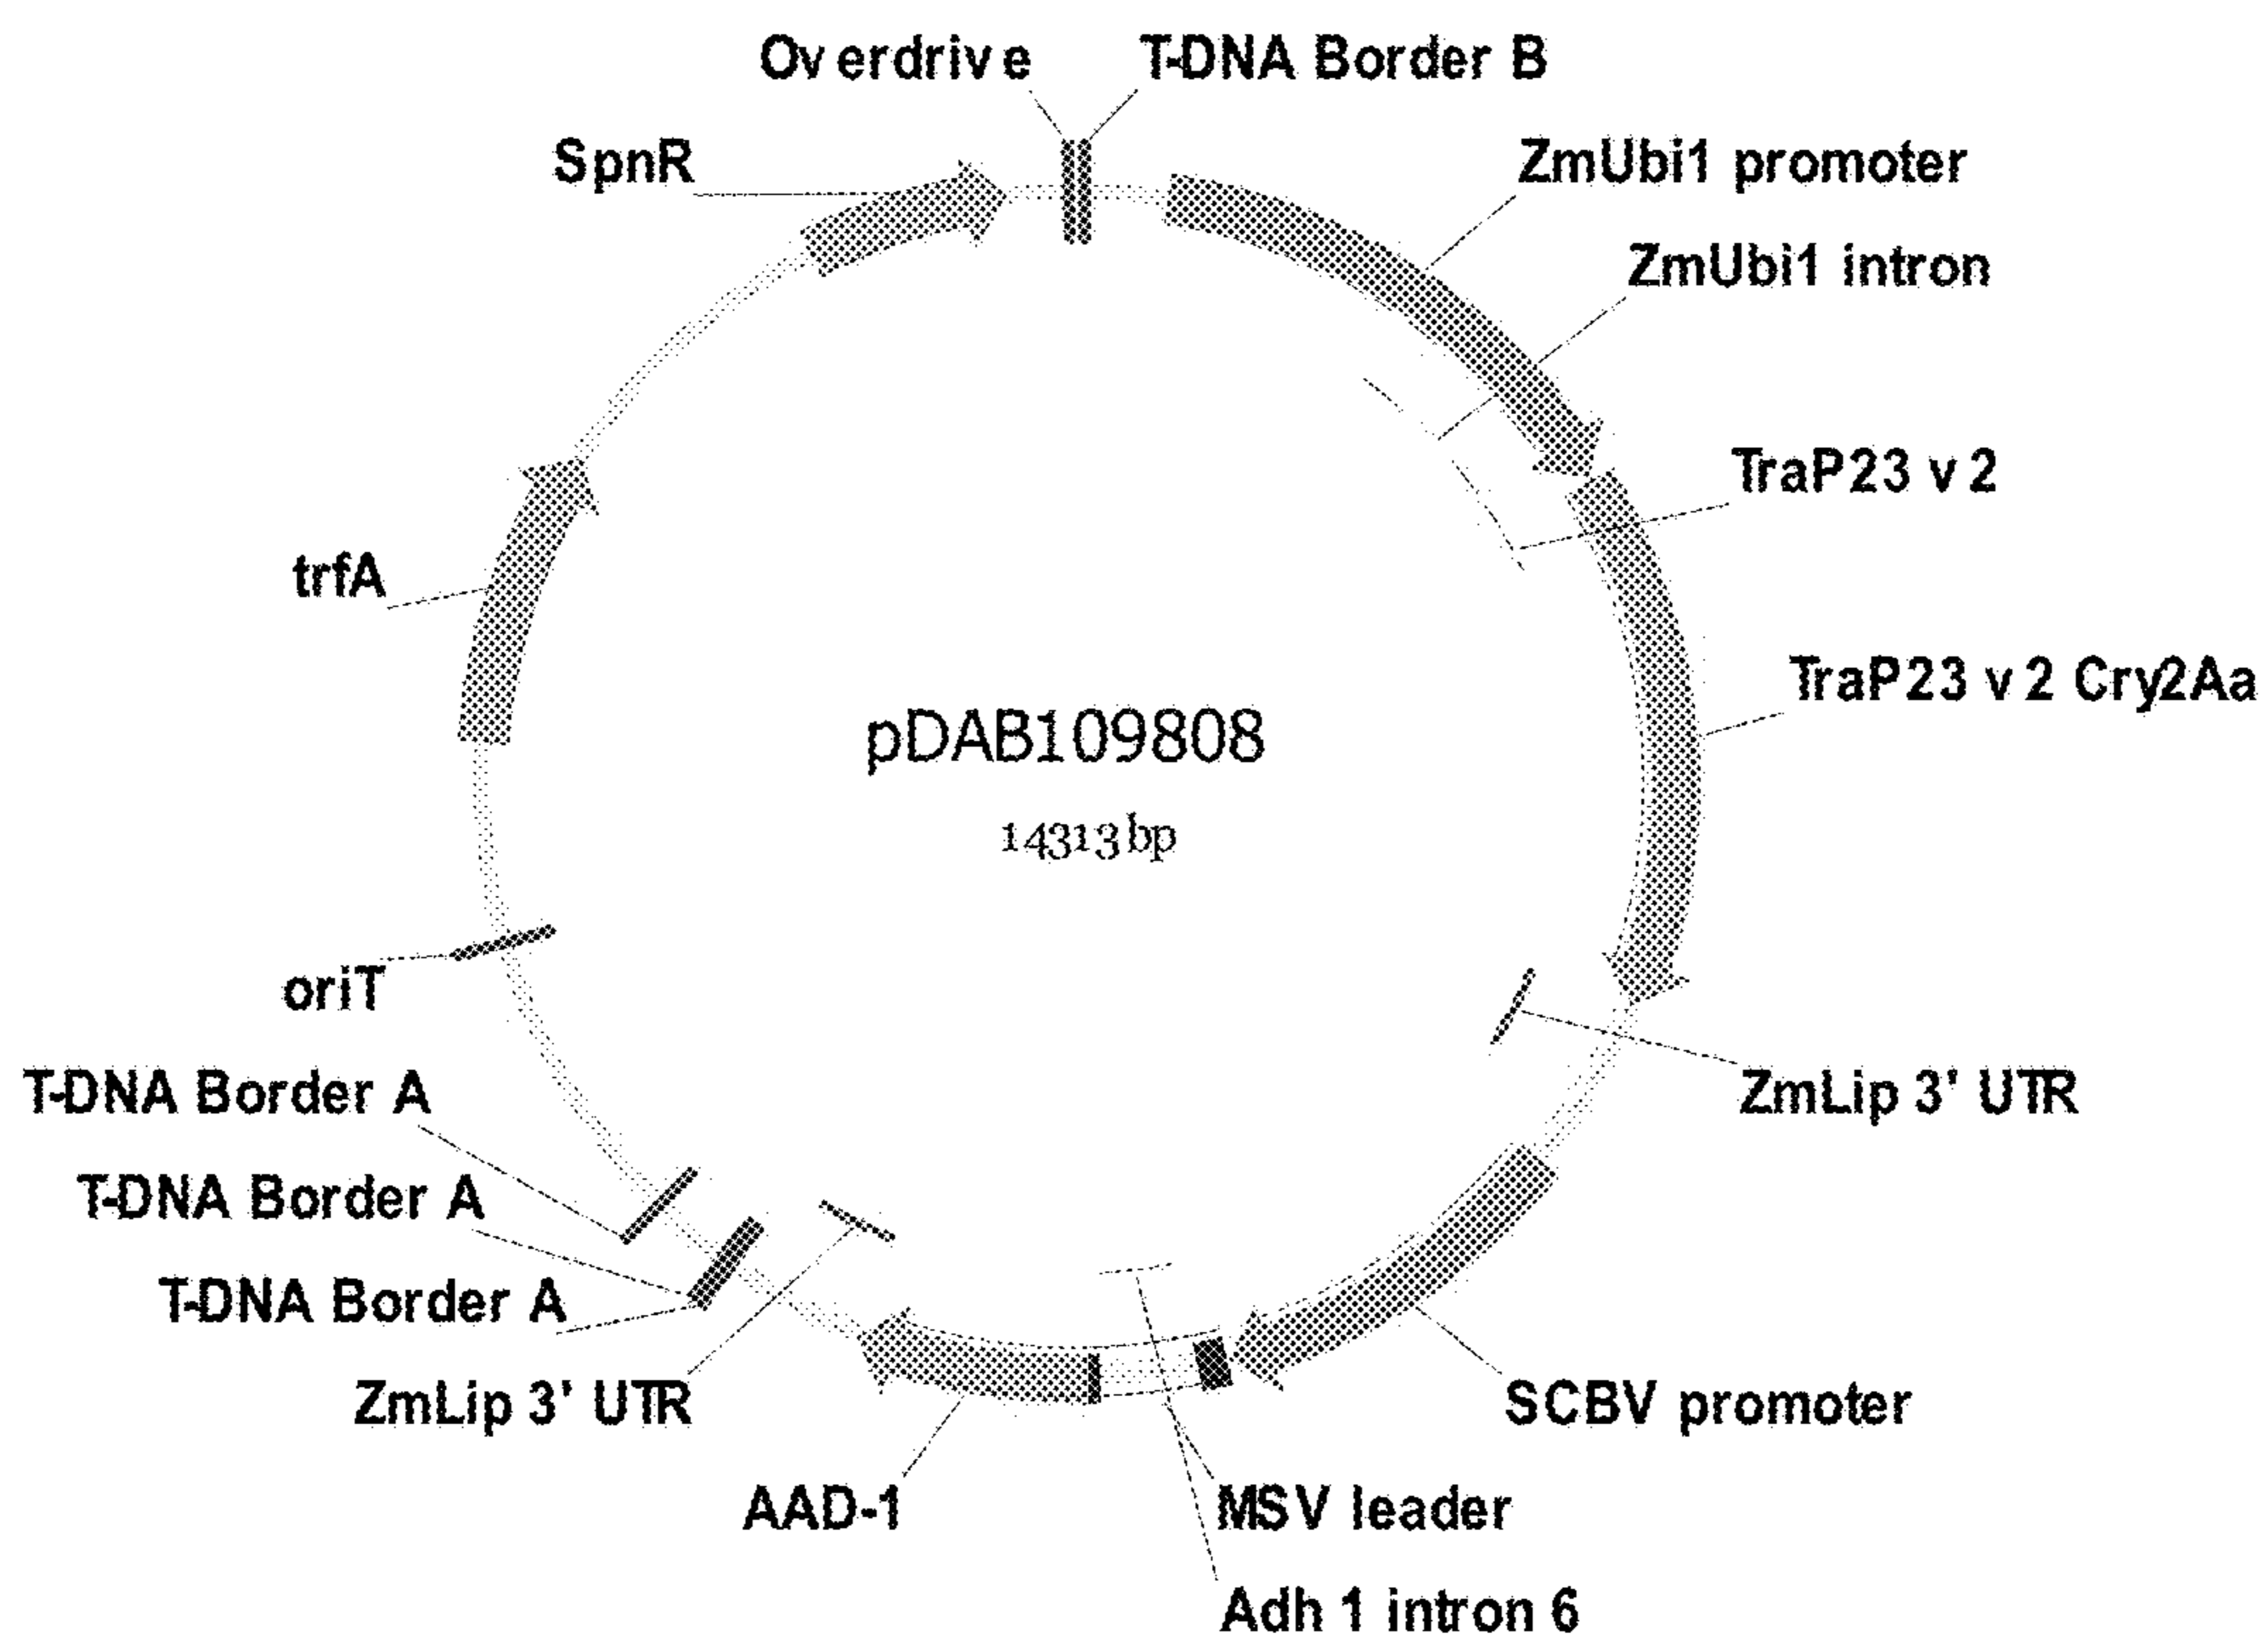 Overdrive
T-DNA Border B
SpnR
ZmUbi1 promoter
ZmUbi1 intron
TraP23 v2
trfA
TraP23 v2 Cry2Aa
pDAB109808
14313 bp
oriT
T-DNA Border A
ZmLip 3' UTR
T-DNA Border A
T-DNA Border A
ZmLip 3' UTR
SCBV promoter
AAD-1
MSV leader
Adh 1 intron 6